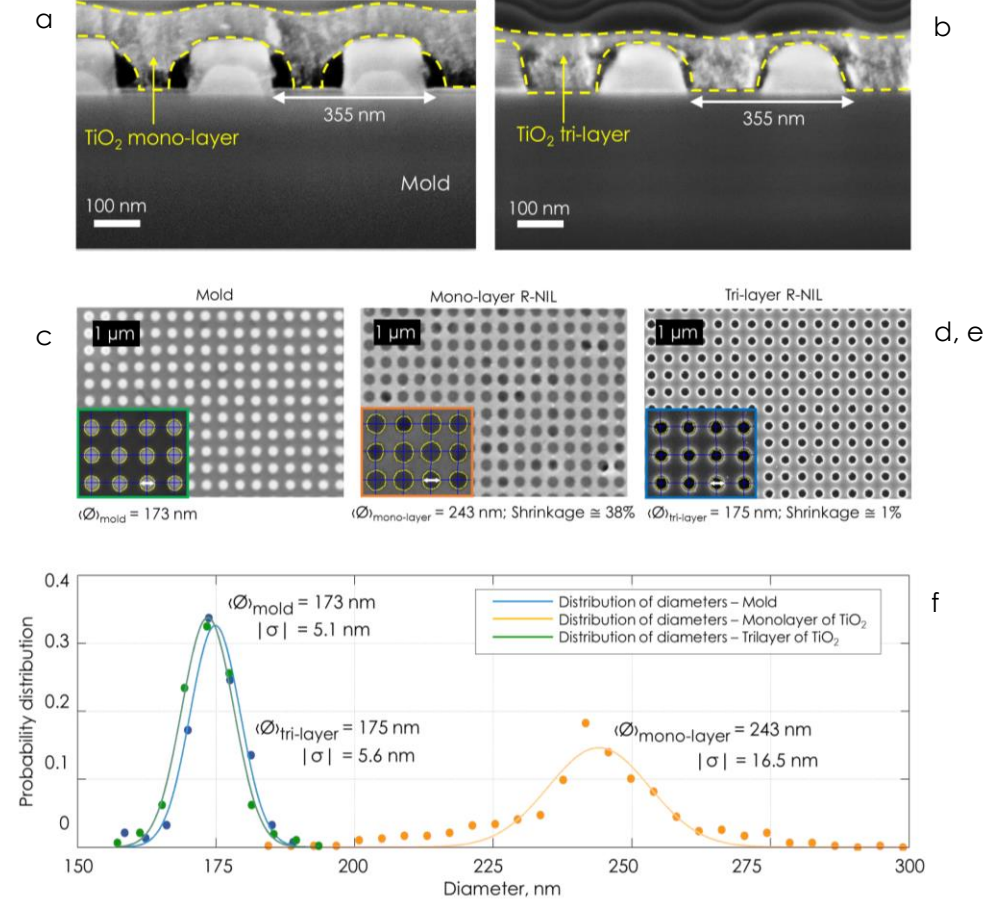 a
b
TiO₂ mono-layer
355 nm
Mold
100 nm
TiO₂ tri-layer
355 nm
100 nm
c
Mold
Mono-layer R-NIL
Tri-layer R-NIL
d, e
1 µm
1 µm
1 µm
⟨Ø⟩mold = 173 nm
⟨Ø⟩mono-layer = 243 nm; Shrinkage ≅ 38%
⟨Ø⟩tri-layer = 175 nm; Shrinkage ≅ 1%
f
Probability distribution
0.4
0.3
0.2
0.1
0
⟨Ø⟩mold = 173 nm
|σ| = 5.1 nm
⟨Ø⟩tri-layer = 175 nm
|σ| = 5.6 nm
Distribution of diameters – Mold
Distribution of diameters – Monolayer of TiO₂
Distribution of diameters – Trilayer of TiO₂
⟨Ø⟩mono-layer = 243 nm
|σ| = 16.5 nm
150 175 200 225 250 275 300
Diameter, nm